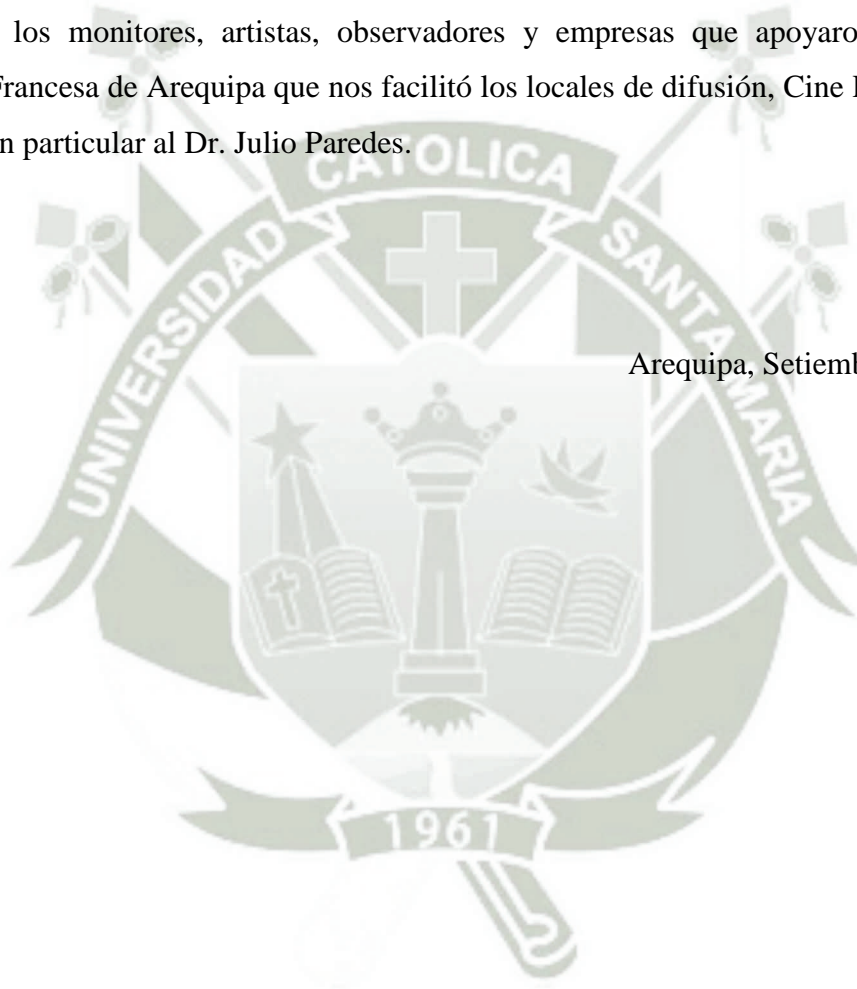 los monitores, artistas, observadores y empresas que apoyaro
Francesa de Arequipa que nos facilitó los locales de difusión, Cine
n particular al Dr. Julio Paredes.
Arequipa, Setiemb
UNIVERSIDAD CATOLICA SANTA MARIA
1961